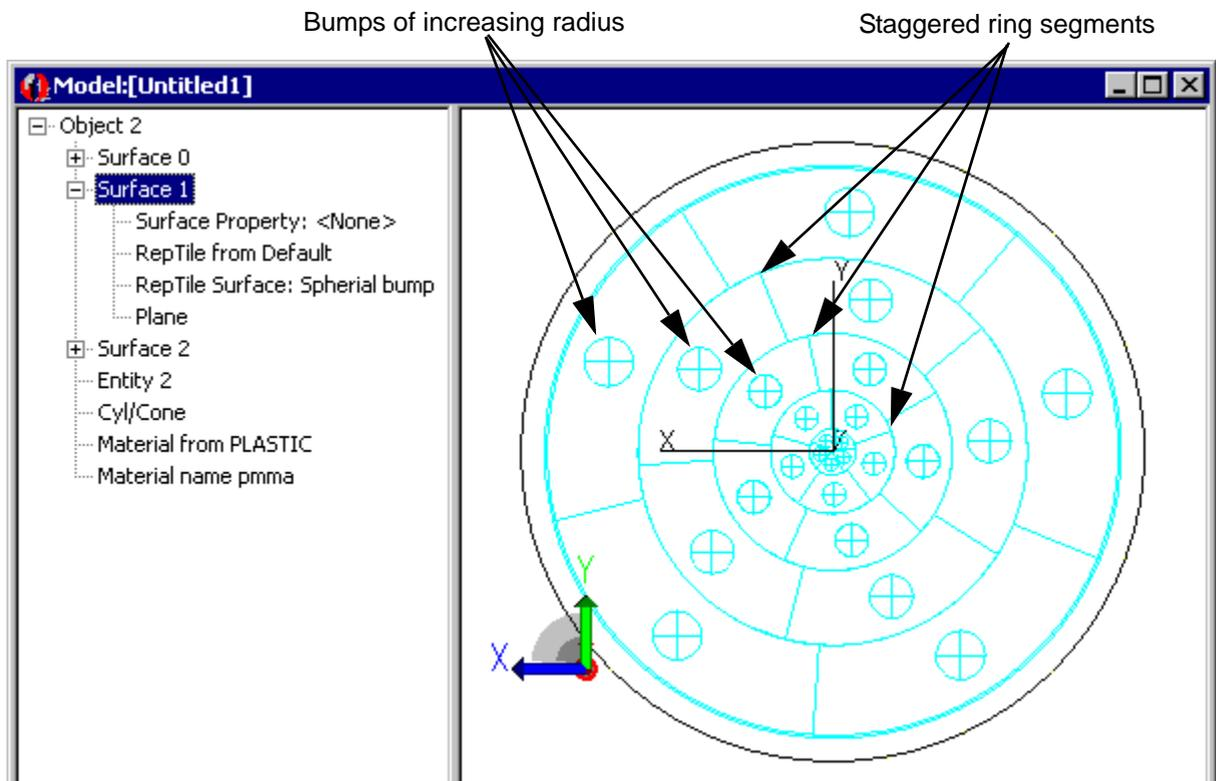 Bumps of increasing radius
Staggered ring segments
Model:[Untitled1]
Object 2
Surface 0
Surface 1
Surface Property: <None>
RepTile from Default
RepTile Surface: Spherial bump
Plane
Surface 2
Entity 2
Cyl/Cone
Material from PLASTIC
Material name pmma
Y
X
Z
Y
X